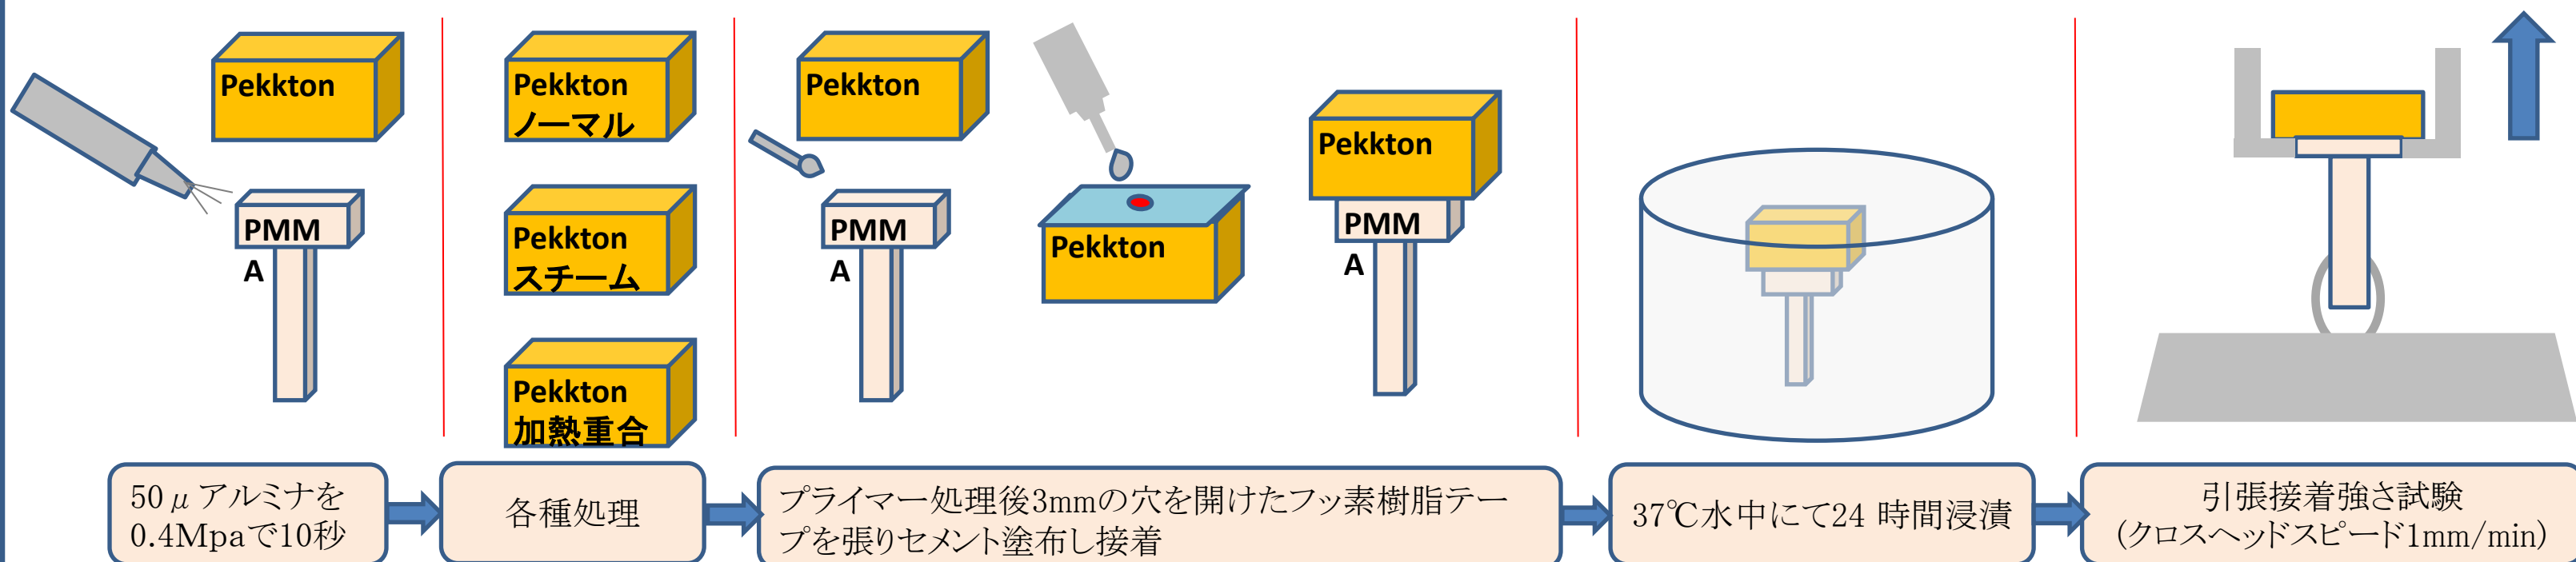 Pekkton
PMM
A
Pekkton
ノーマル
Pekkton
スチーム
Pekkton
加熱重合
Pekkton
PMM
A
Pekkton
Pekkton
PMM
A
50μアルミナを
0.4Mpaで10秒
各種処理
プライマー処理後3mmの穴を開けたフッ素樹脂テー
プを張りセメント塗布し接着
37℃水中にて24 時間浸漬
引張接着強さ試験
(クロスヘッドスピード1mm/min)